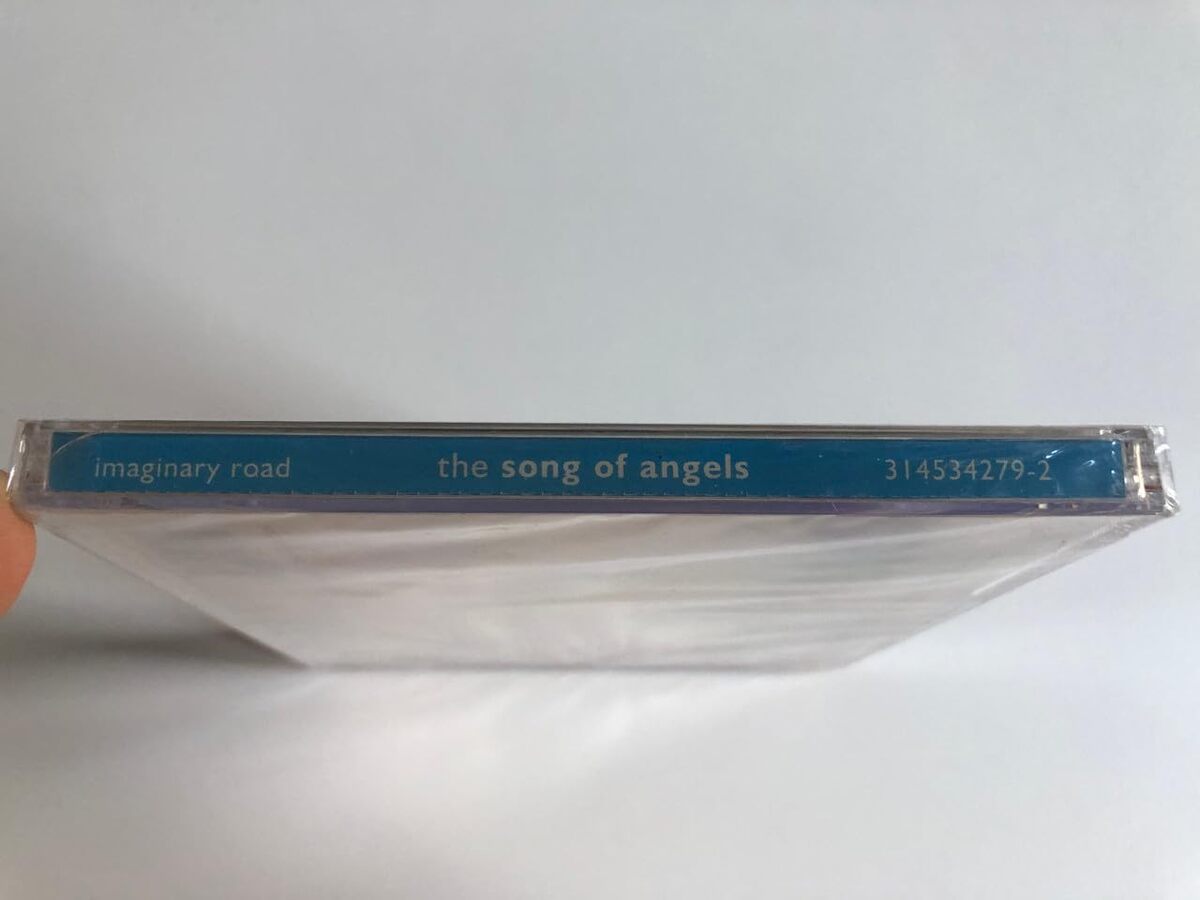 imaginary road the song of angels 314534279-2